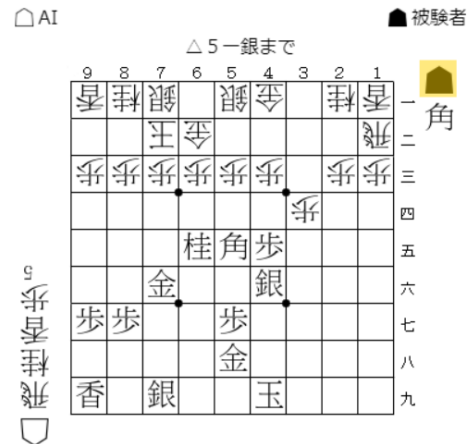 ☖AI
☗被験者
△５一銀まで
9 8 7 6 5 4 3 2 1
香 桂 銀 銀 金 桂 香 一
玉 金 飛 二
歩 歩 歩 歩 歩 歩 歩 歩 三
歩 四
桂 角 歩 五
金 銀 六
歩 歩 歩 七
金 八
香 銀 玉 九
角
飛桂香歩5